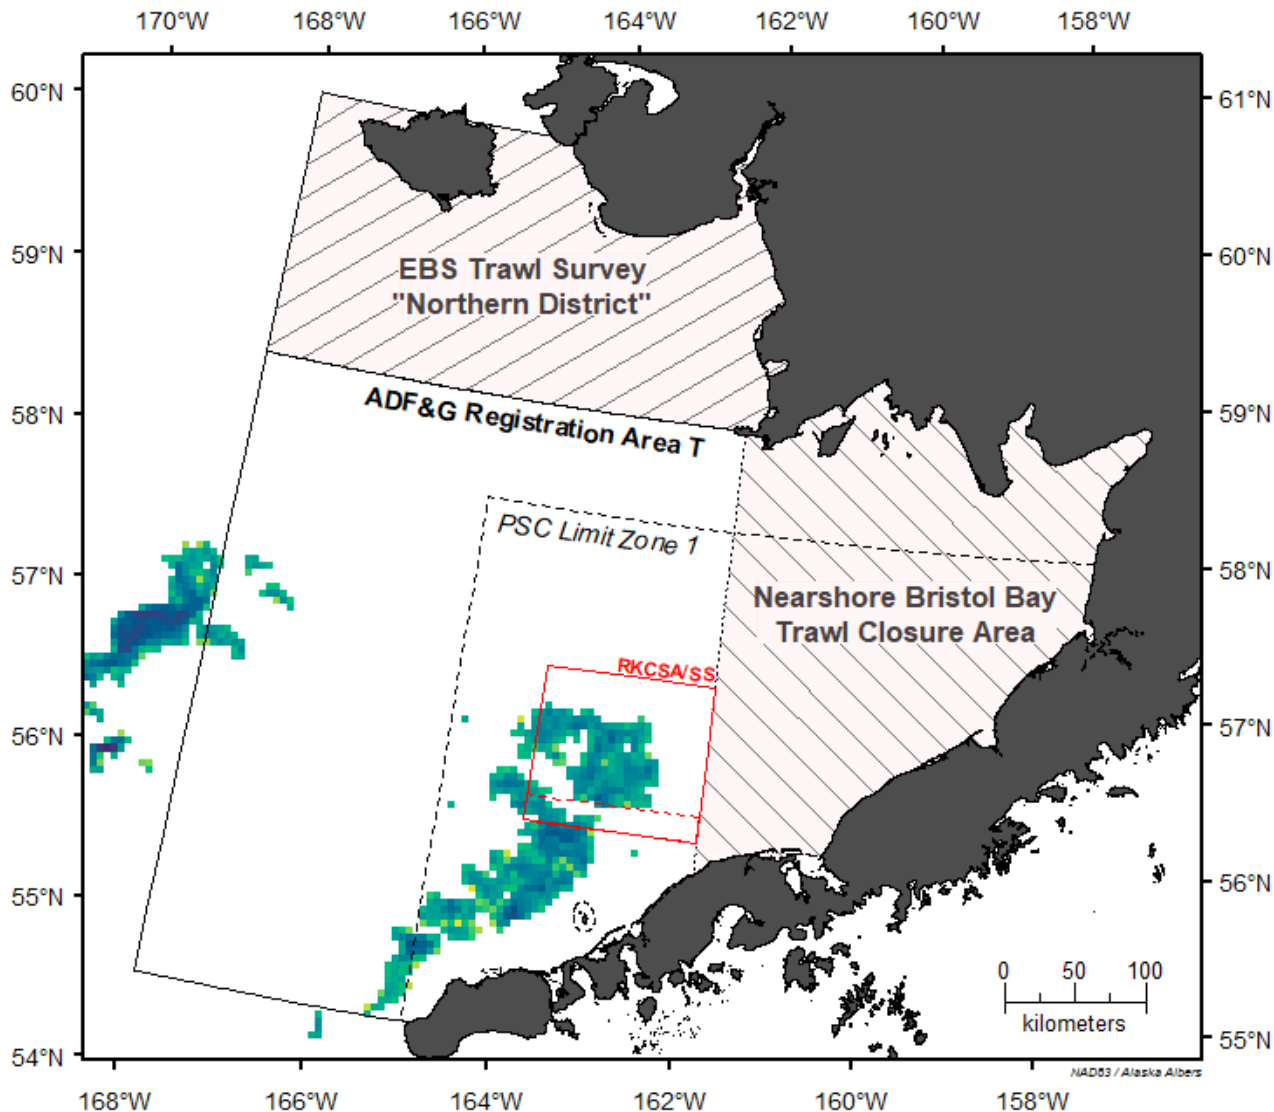 170°W 168°W 166°W 164°W 162°W 160°W 158°W
60°N
61°N
EBS Trawl Survey
"Northern District"
59°N
60°N
ADF&G Registration Area T
58°N
59°N
PSC Limit Zone 1
57°N
58°N
Nearshore Bristol Bay
Trawl Closure Area
RKCSA/SS
56°N
57°N
55°N
56°N
0 50 100
kilometers
54°N
55°N
NAD83 / Alaska Albers
168°W 166°W 164°W 162°W 160°W 158°W